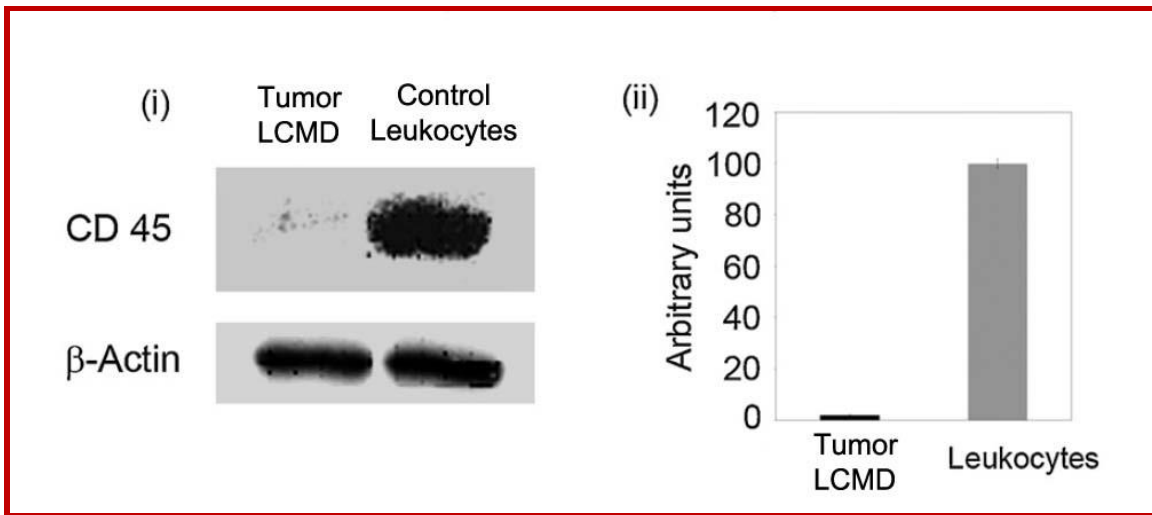 (i)
Tumor
LCMD
Control
Leukocytes
CD 45
β-Actin
(ii)
Arbitrary units
120
100
80
60
40
20
0
Tumor
LCMD
Leukocytes